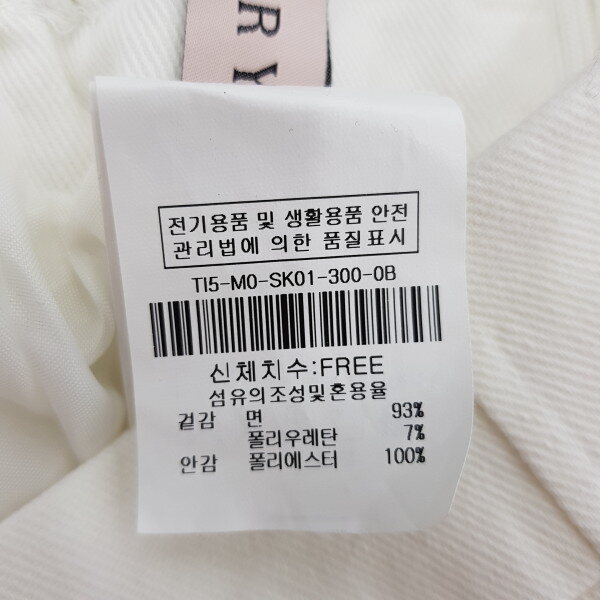 RY
전기용품 및 생활용품 안전
관리법에 의한 품질표시
TI5-M0-SK01-300-0B
신체치수:FREE
섬유의조성및혼용율
겉감 면 93%
폴리우레탄 7%
안감 폴리에스터 100%